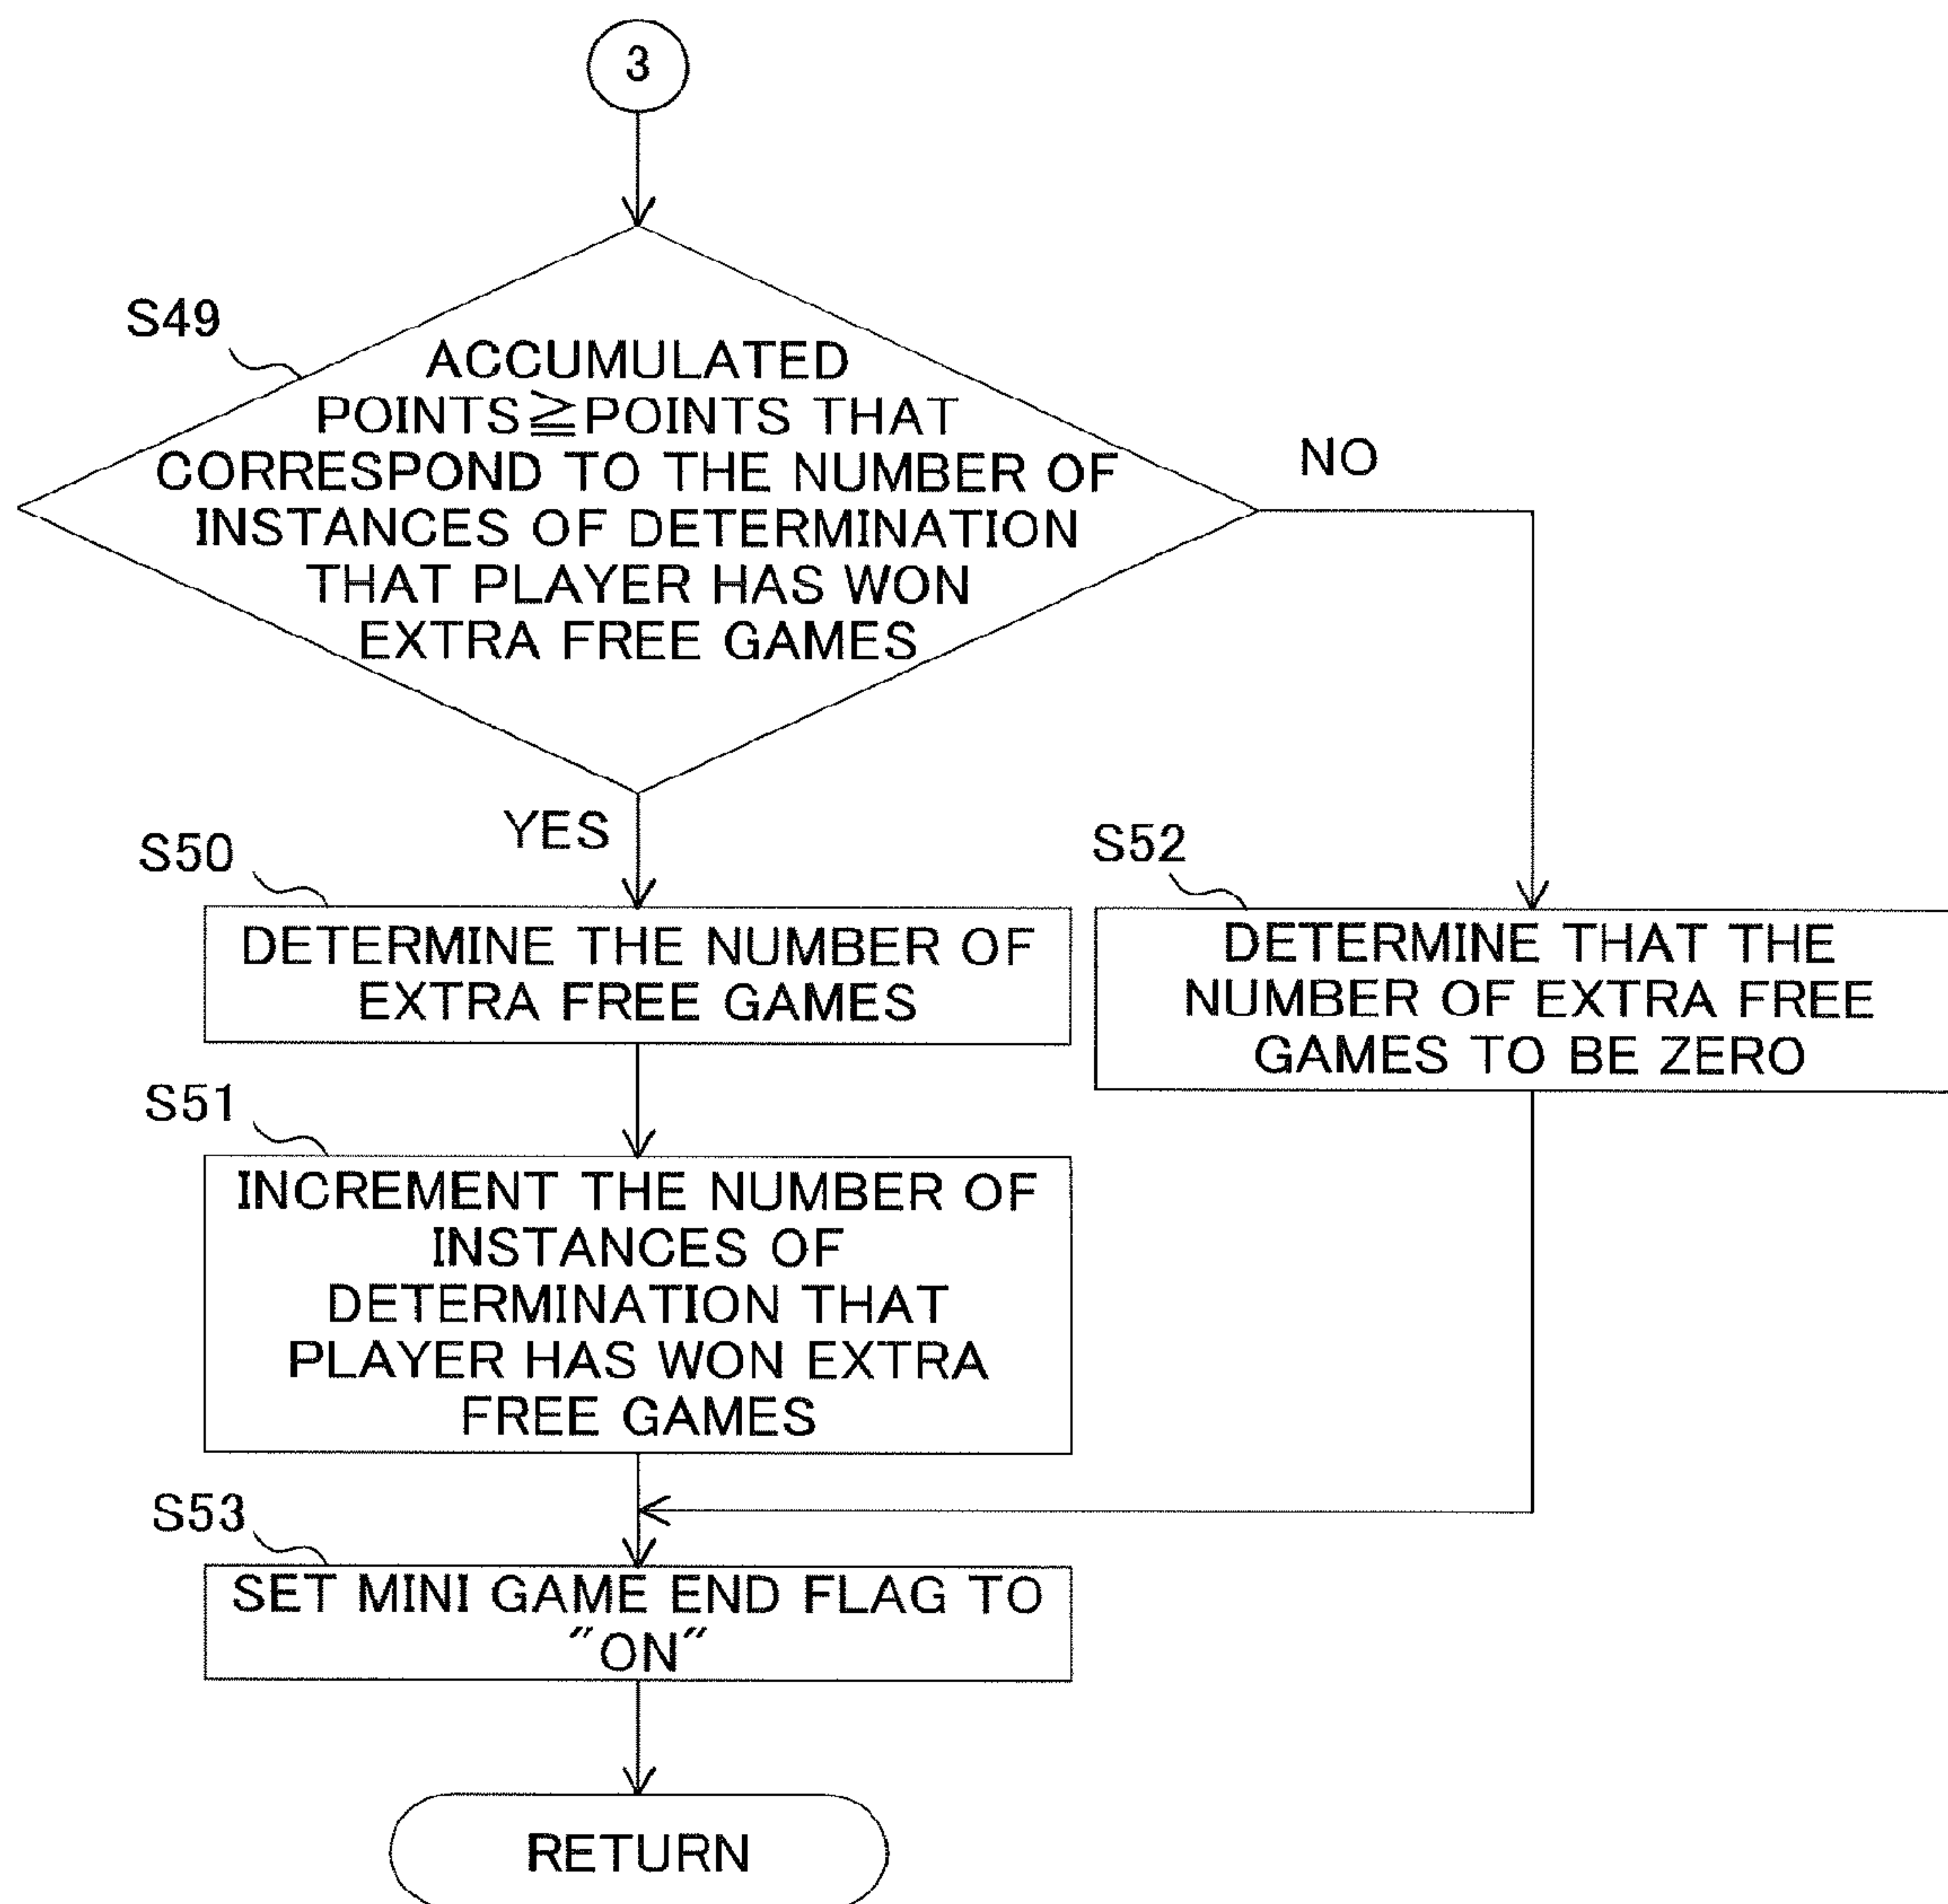 3
S49
ACCUMULATED
POINTS≧POINTS THAT
CORRESPOND TO THE NUMBER OF
INSTANCES OF DETERMINATION
THAT PLAYER HAS WON
EXTRA FREE GAMES
NO
YES
S50
DETERMINE THE NUMBER OF
EXTRA FREE GAMES
S52
DETERMINE THAT THE
NUMBER OF EXTRA FREE
GAMES TO BE ZERO
S51
INCREMENT THE NUMBER OF
INSTANCES OF
DETERMINATION THAT
PLAYER HAS WON EXTRA
FREE GAMES
S53
SET MINI GAME END FLAG TO
"ON"
RETURN